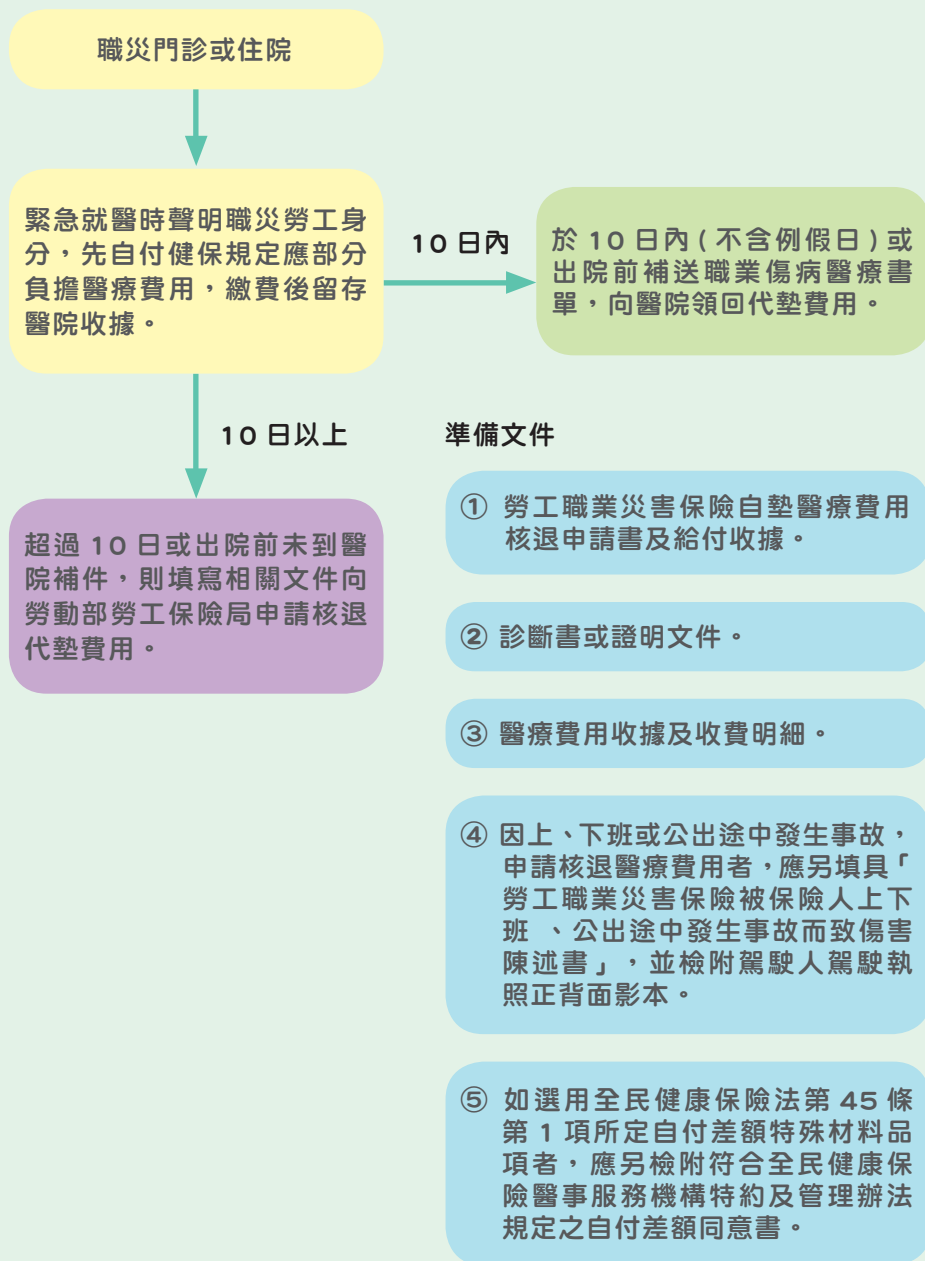 職災門診或住院
緊急就醫時聲明職災勞工身
分，先自付健保規定應部分
負擔醫療費用，繳費後留存
醫院收據。
10 日內
於 10 日內 ( 不含例假日 ) 或
出院前補送職業傷病醫療書
單，向醫院領回代墊費用。
10 日以上
超過 10 日或出院前未到醫
院補件，則填寫相關文件向
勞動部勞工保險局申請核退
代墊費用。
準備文件
① 勞工職業災害保險自墊醫療費用
核退申請書及給付收據。
② 診斷書或證明文件。
③ 醫療費用收據及收費明細。
④ 因上、下班或公出途中發生事故，
申請核退醫療費用者，應另填具「
勞工職業災害保險被保險人上下
班 、公出途中發生事故而致傷害
陳述書」，並檢附駕駛人駕駛執
照正背面影本。
⑤ 如選用全民健康保險法第 45 條
第 1 項所定自付差額特殊材料品
項者，應另檢附符合全民健康保
險醫事服務機構特約及管理辦法
規定之自付差額同意書。